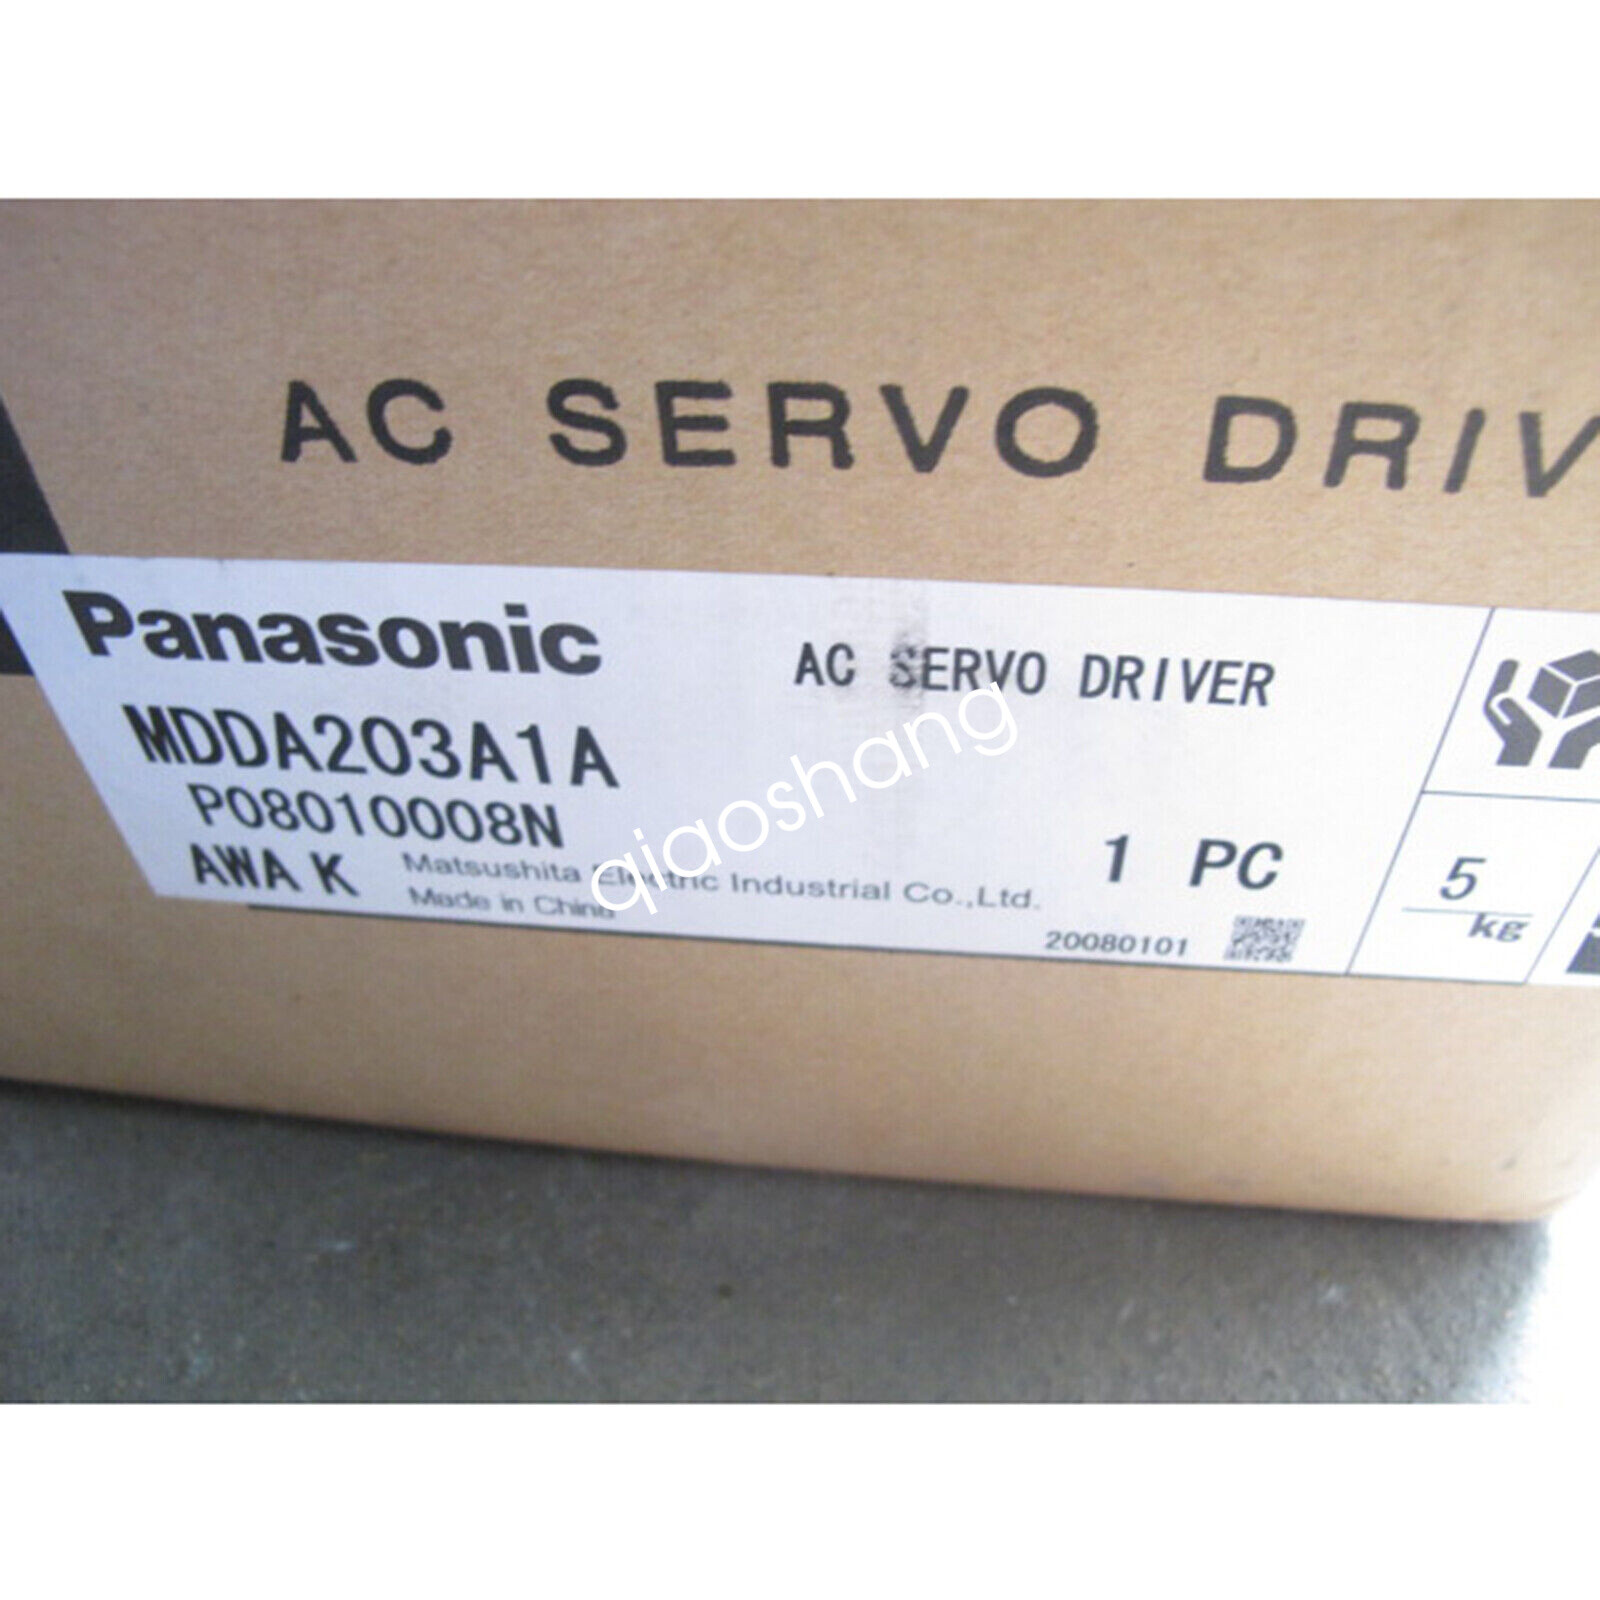 AC SERVO DRIV
Panasonic
AC SERVO DRIVER
MDDA203A1A
P08010008N
AWA K
Matsushita Electric Industrial Co.,Ltd.
Made in China
1 PC
20080101
5
kg
qiaoshang